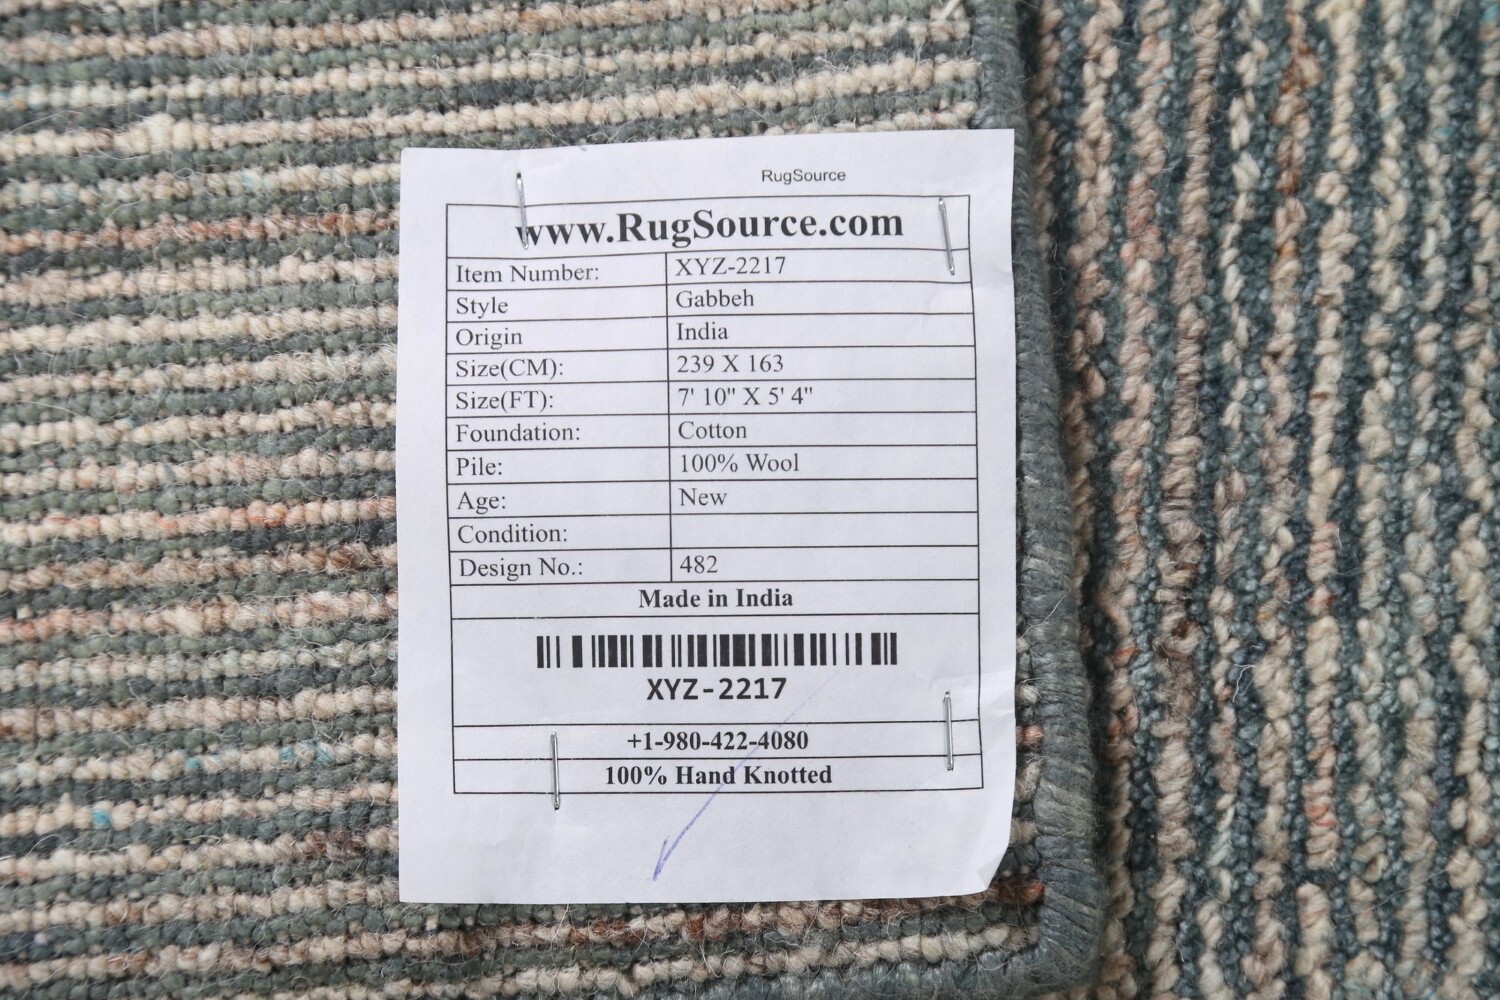 RugSource
www.RugSource.com
Item Number: XYZ-2217
Style Gabbeh
Origin India
Size(CM): 239 X 163
Size(FT): 7' 10" X 5' 4"
Foundation: Cotton
Pile: 100% Wool
Age: New
Condition:
Design No.: 482
Made in India
XYZ-2217
+1-980-422-4080
100% Hand Knotted